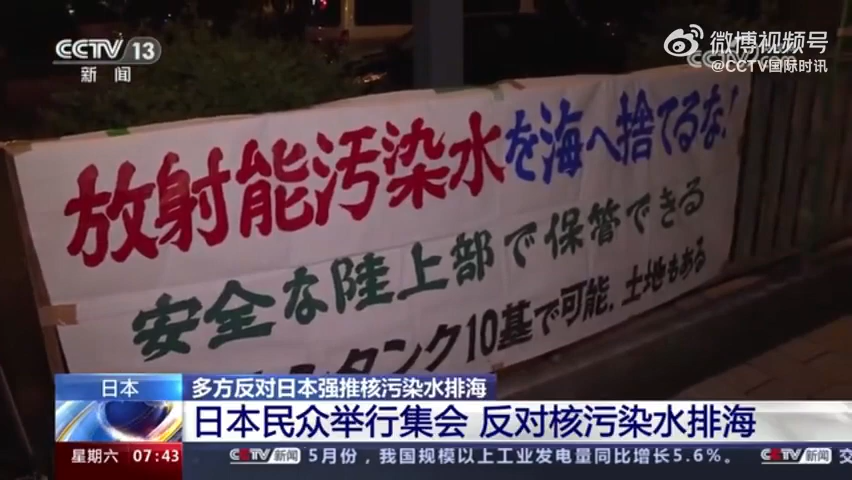 CCTV 13
新闻
微博视频号
@CCTV国际时讯
放射能汚染水を海へ捨てるな!
安全な陸上部で保管できる
タンク10基で可能、土地もある
日本
多方反对日本强推核污染水排海
日本民众举行集会 反对核污染水排海
星期六 07:43 CCTV新闻 5月份，我国规模以上工业发电量同比增长5.6%。 CCTV新闻